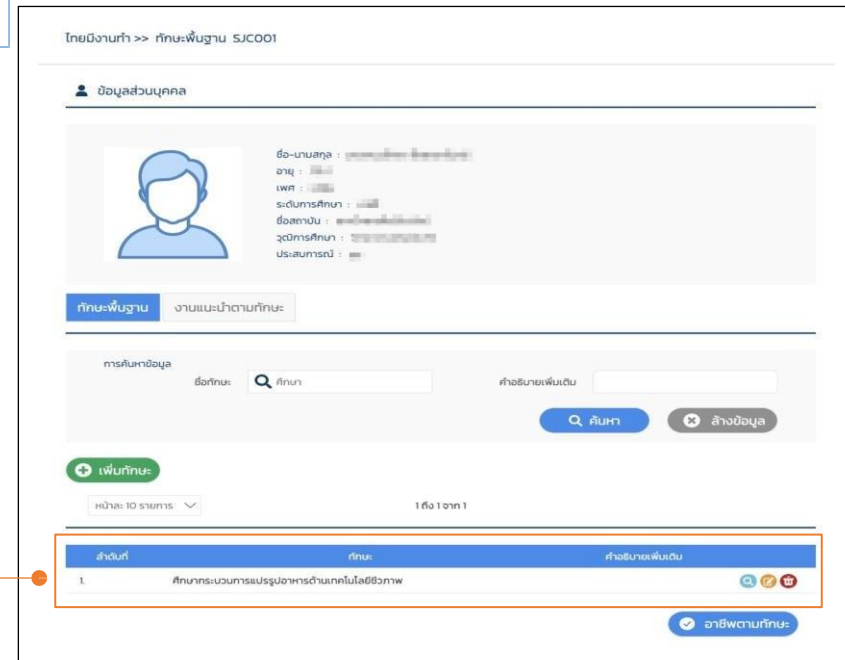 ไทยมีงานทำ >> ทักษะพื้นฐาน SJC001
ข้อมูลส่วนบุคคล
ชื่อ-นามสกุล :
อายุ :
เพศ :
ระดับการศึกษา :
ชื่อสถาบัน :
วุฒิการศึกษา :
ประสบการณ์ :
ทักษะพื้นฐาน งานแนะนำตามทักษะ
การค้นหาข้อมูล
ชื่อทักษะ ศึกษา คำอธิบายเพิ่มเติม
ค้นหา ล้างข้อมูล
เพิ่มทักษะ
หน้าละ 10 รายการ 1 ถึง 1 จาก 1
ลำดับที่ ทักษะ คำอธิบายเพิ่มเติม
1. ศึกษากระบวนการแปรรูปอาหารด้านเทคโนโลยีชีวภาพ
อาชีพตามทักษะ